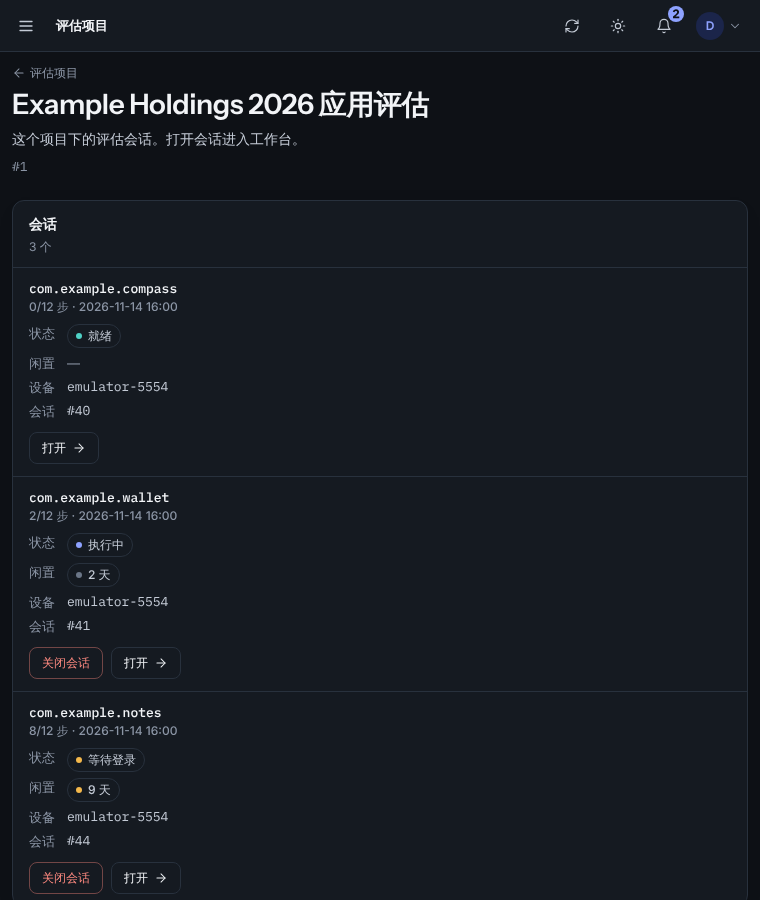 评估项目
2
D
评估项目
Example Holdings 2026 应用评估
这个项目下的评估会话。打开会话进入工作台。
#1
会话
3 个
com.example.compass
0/12 步 · 2026-11-14 16:00
状态 就绪
闲置 —
设备 emulator-5554
会话 #40
打开
com.example.wallet
2/12 步 · 2026-11-14 16:00
状态 执行中
闲置 2 天
设备 emulator-5554
会话 #41
关闭会话 打开
com.example.notes
8/12 步 · 2026-11-14 16:00
状态 等待登录
闲置 9 天
设备 emulator-5554
会话 #44
关闭会话 打开